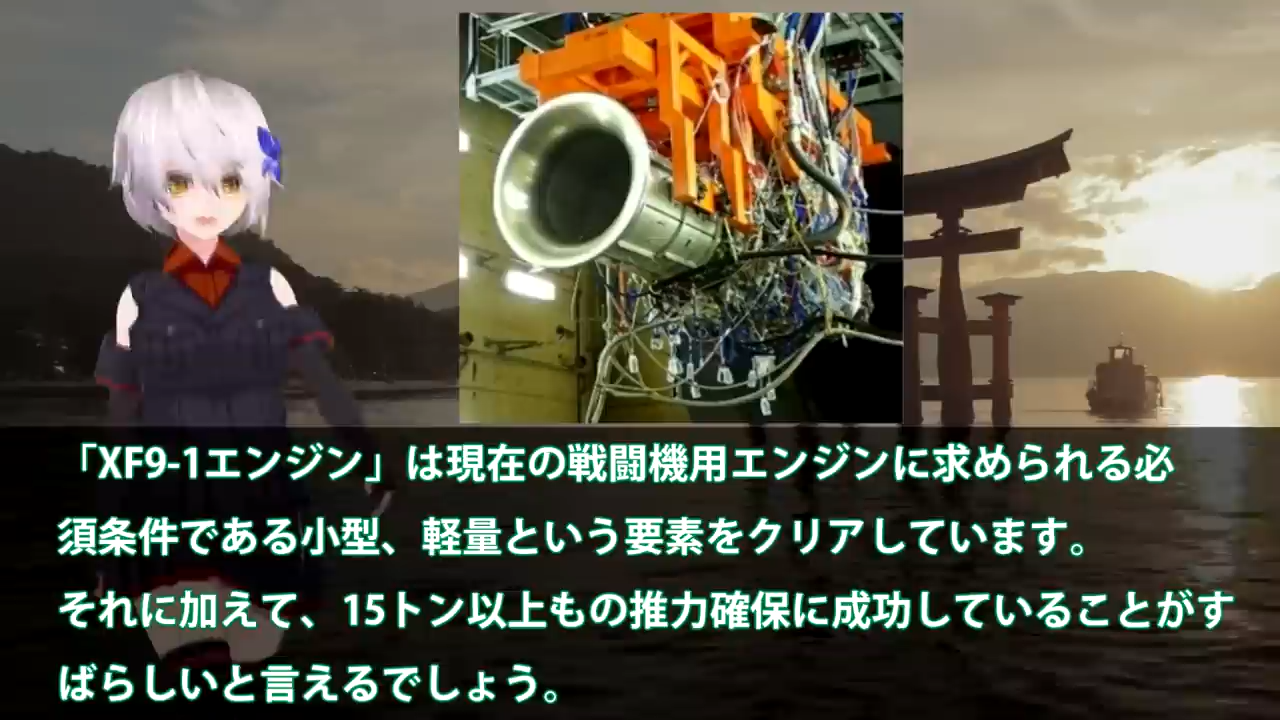 「XF9-1エンジン」は現在の戦闘機用エンジンに求められる必
須条件である小型、軽量という要素をクリアしています。
それに加えて、15トン以上もの推力確保に成功していることがす
ばらしいと言えるでしょう。